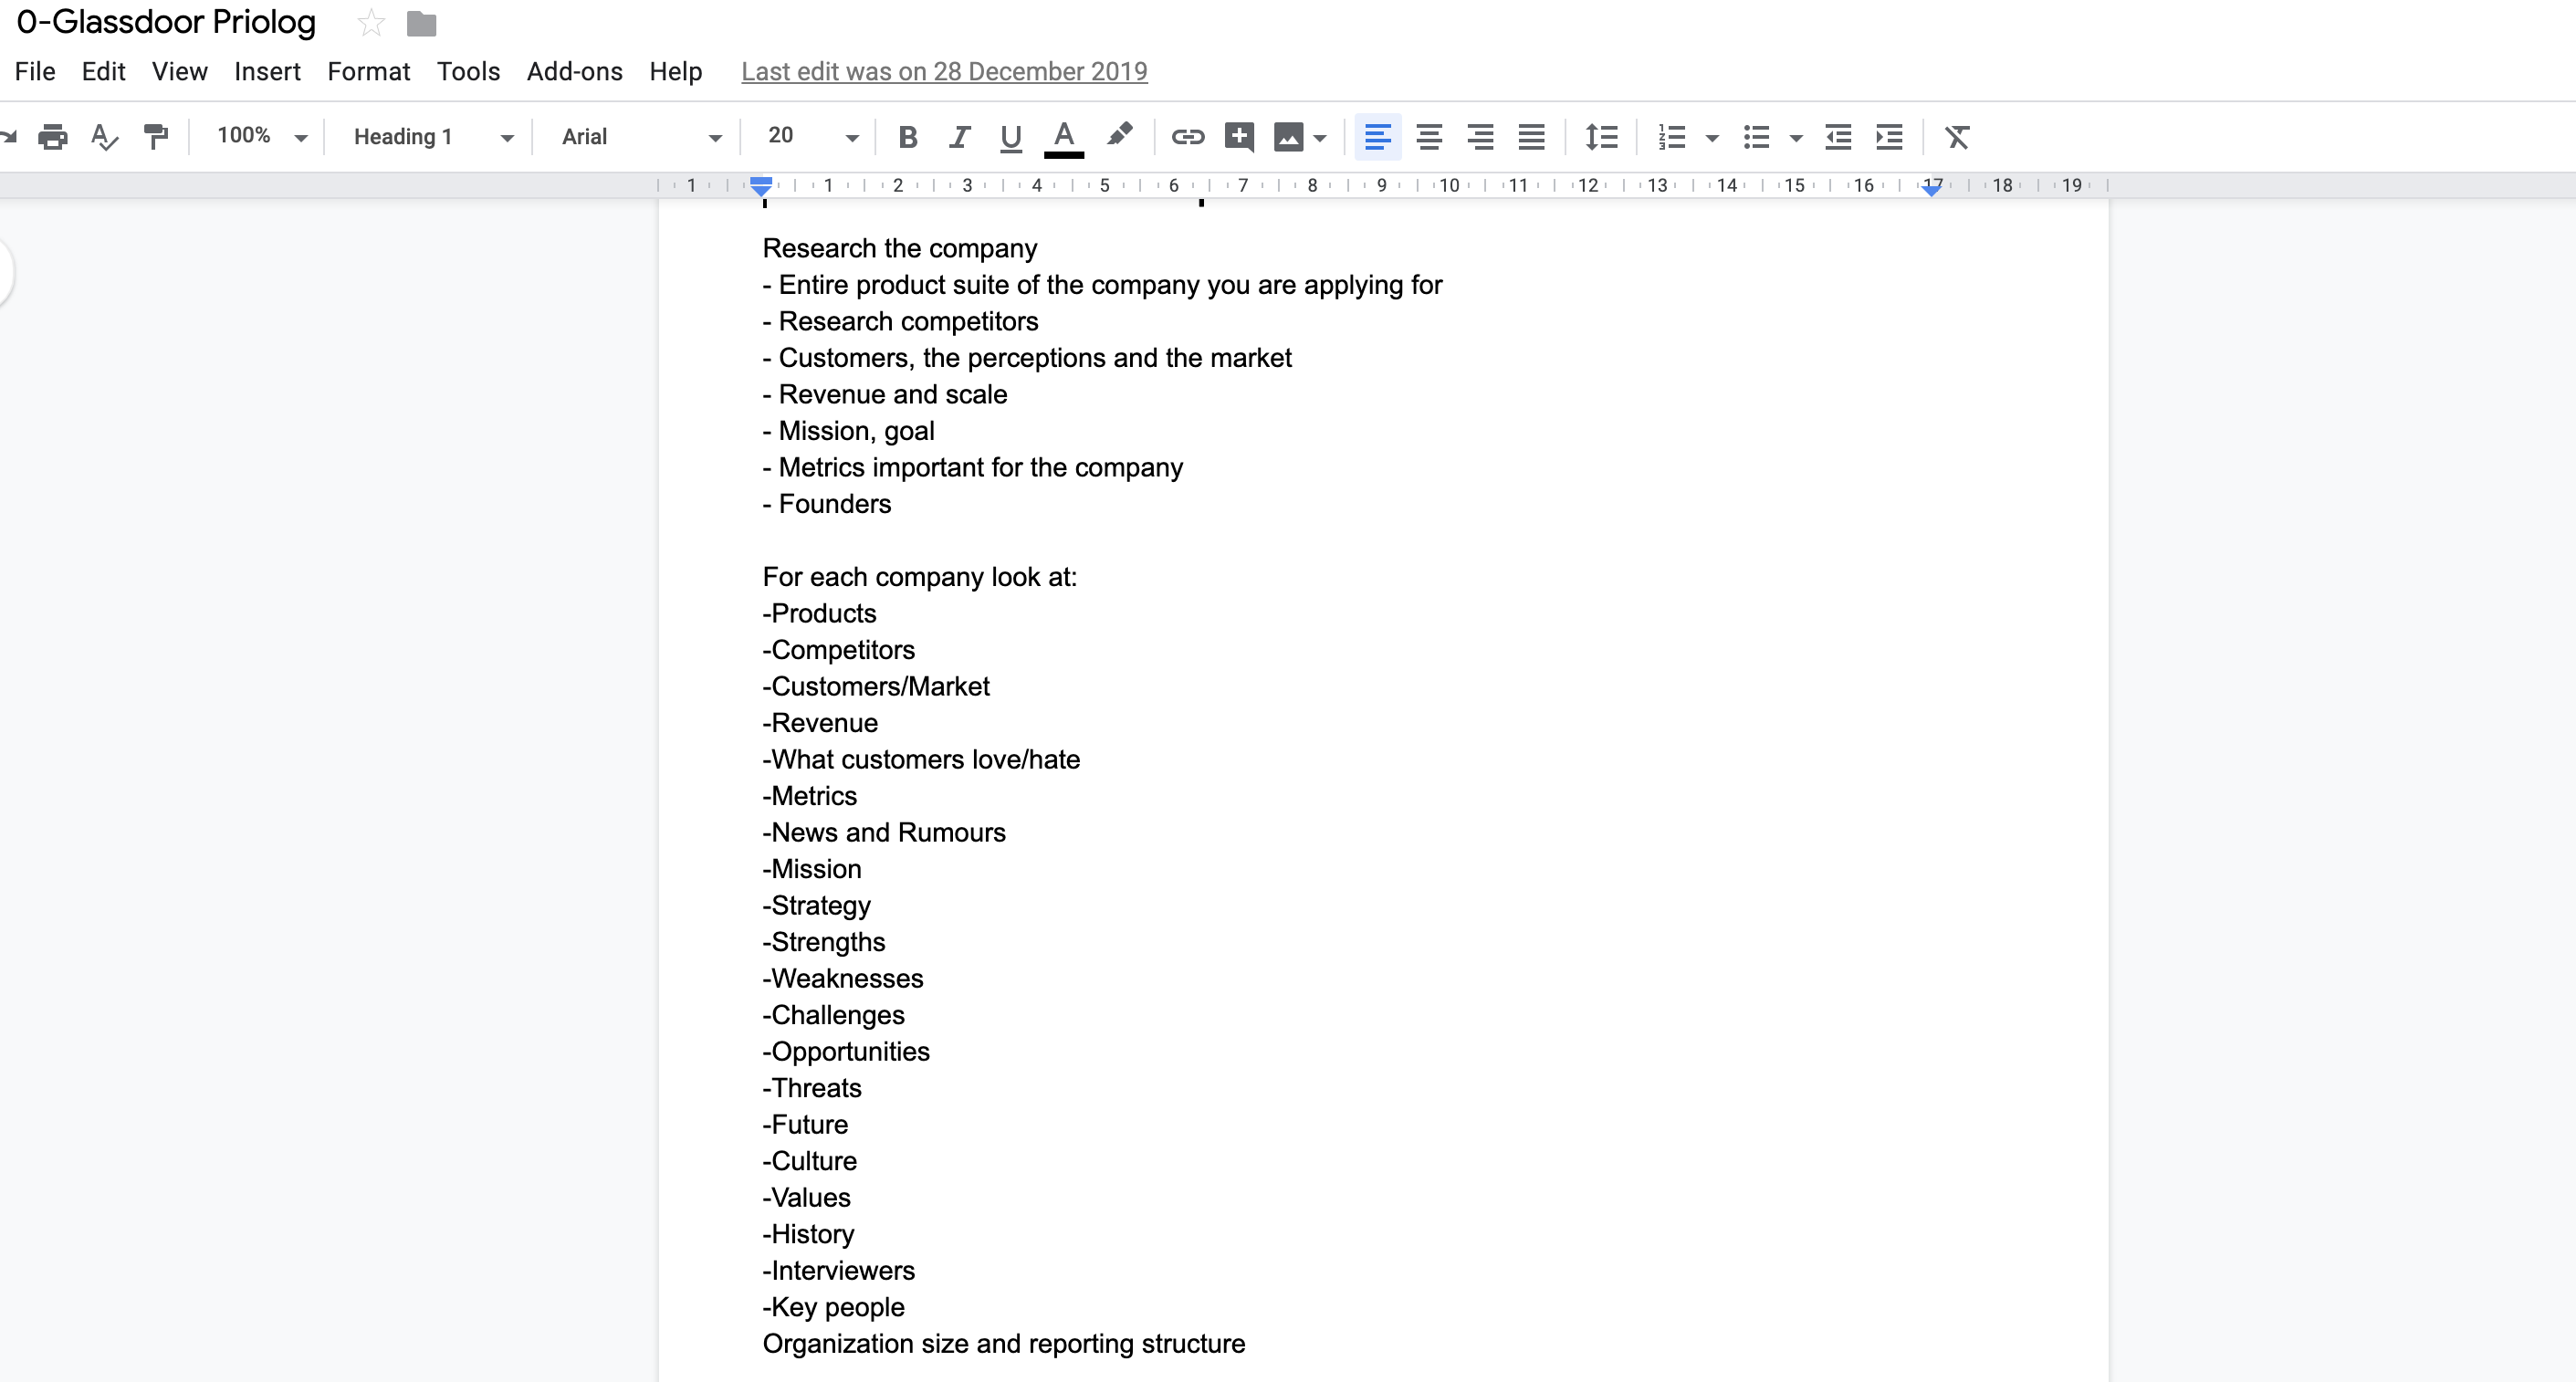 0-Glassdoor Priolog
File Edit View Insert Format Tools Add-ons Help Last edit was on 28 December 2019
100% Heading 1 Arial 20 B I U A
1 1 2 3 4 5 6 7 8 9 10 11 12 13 14 15 16 17 18 19
Research the company
- Entire product suite of the company you are applying for
- Research competitors
- Customers, the perceptions and the market
- Revenue and scale
- Mission, goal
- Metrics important for the company
- Founders
For each company look at:
-Products
-Competitors
-Customers/Market
-Revenue
-What customers love/hate
-Metrics
-News and Rumours
-Mission
-Strategy
-Strengths
-Weaknesses
-Challenges
-Opportunities
-Threats
-Future
-Culture
-Values
-History
-Interviewers
-Key people
Organization size and reporting structure